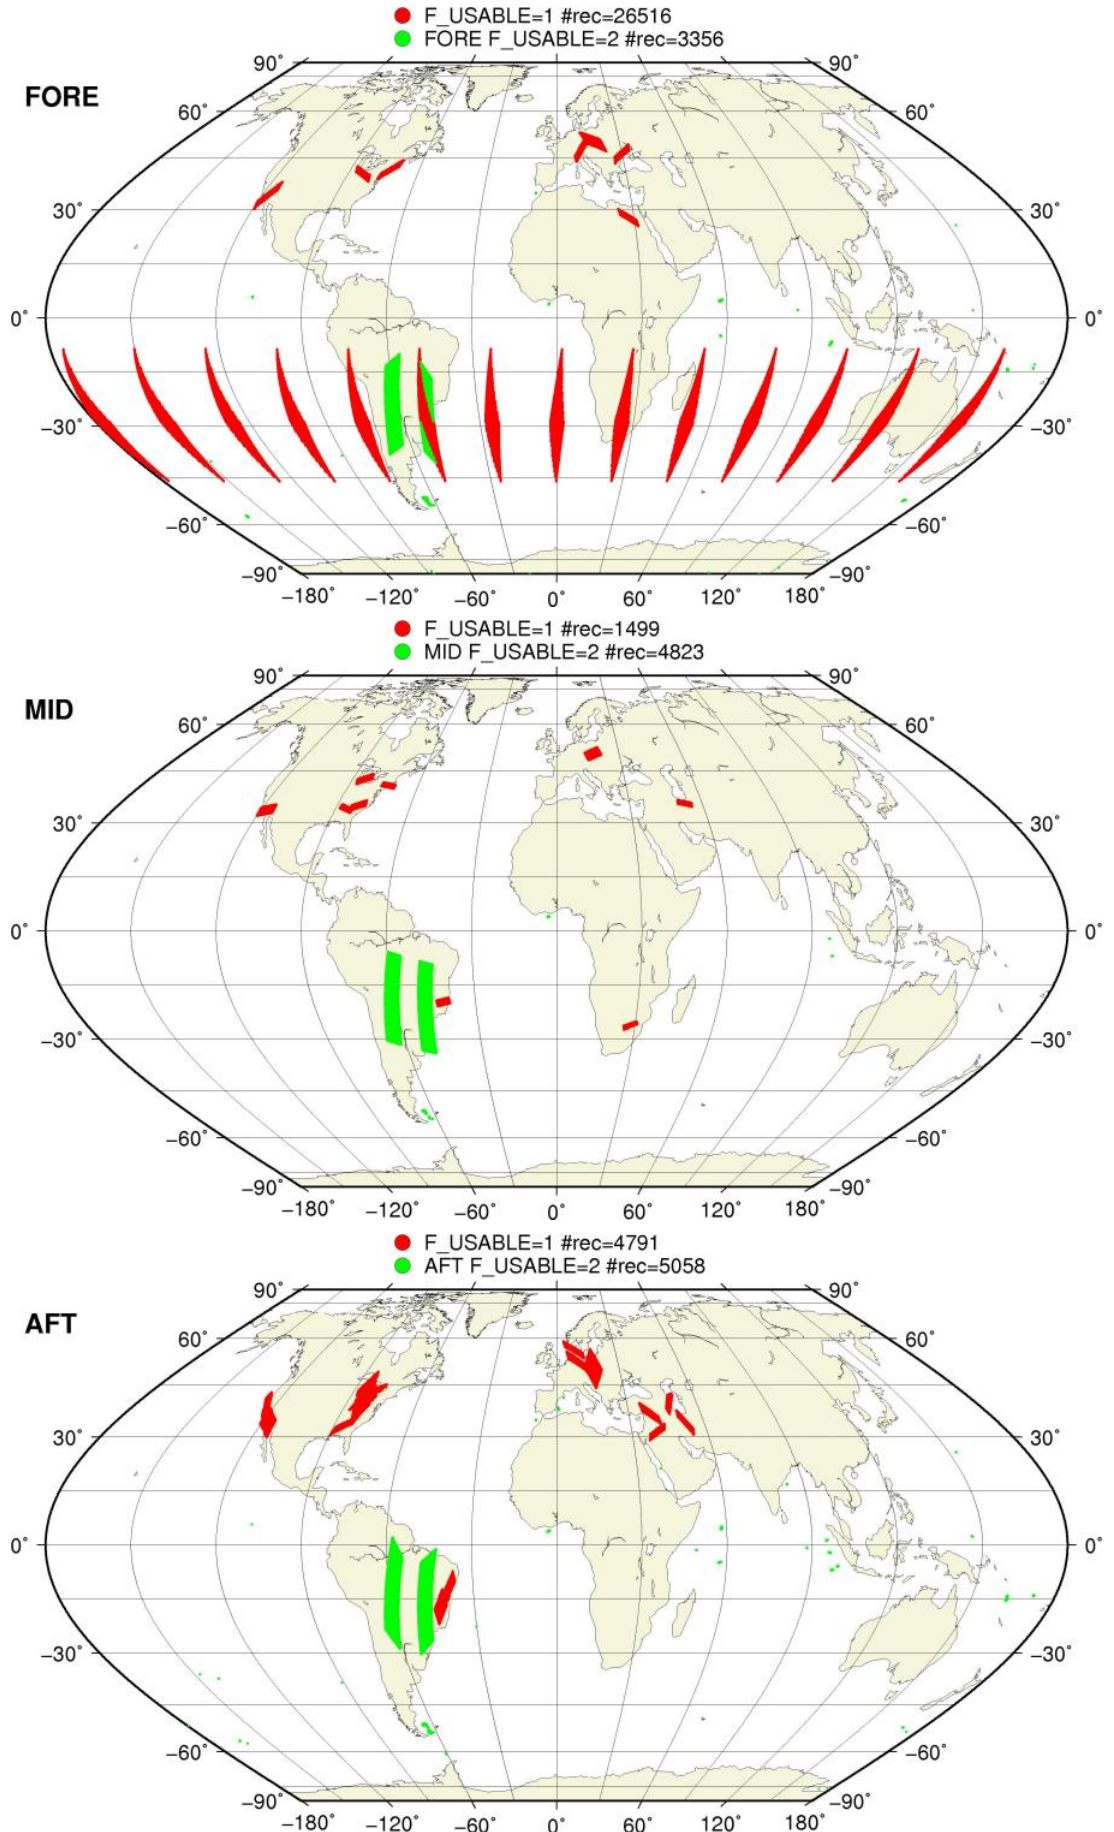 F_USABLE=1 #rec=26516
FORE F_USABLE=2 #rec=3356
FORE
90˚ 90˚
60˚ 60˚
30˚ 30˚
0˚ 0˚
−30˚ −30˚
−60˚ −60˚
−90˚ −90˚
−180˚ −120˚ −60˚ 0˚ 60˚ 120˚ 180˚
F_USABLE=1 #rec=1499
MID F_USABLE=2 #rec=4823
MID
90˚ 90˚
60˚ 60˚
30˚ 30˚
0˚ 0˚
−30˚ −30˚
−60˚ −60˚
−90˚ −90˚
−180˚ −120˚ −60˚ 0˚ 60˚ 120˚ 180˚
F_USABLE=1 #rec=4791
AFT F_USABLE=2 #rec=5058
AFT
90˚ 90˚
60˚ 60˚
30˚ 30˚
0˚ 0˚
−30˚ −30˚
−60˚ −60˚
−90˚ −90˚
−180˚ −120˚ −60˚ 0˚ 60˚ 120˚ 180˚